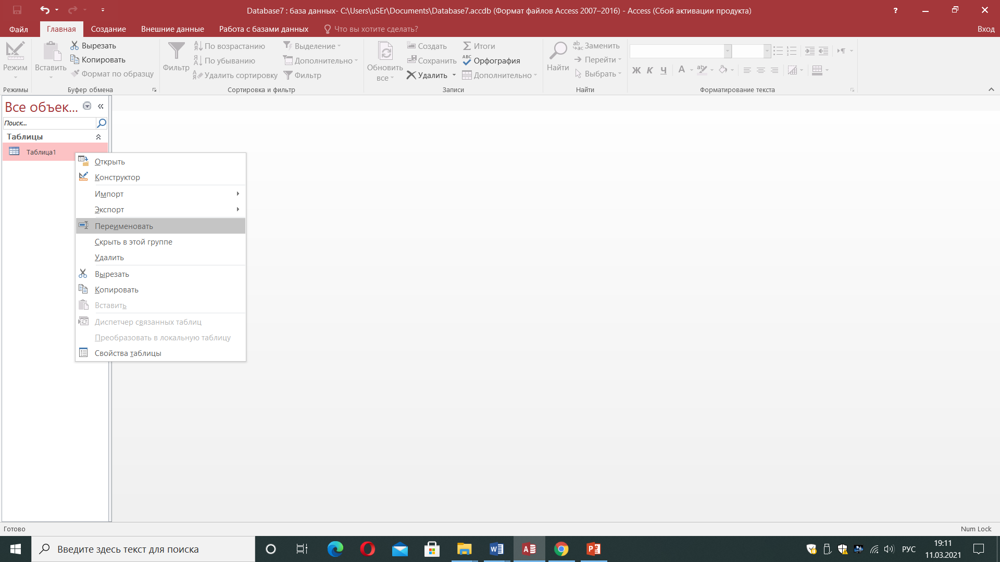 Database7 : база данных- C:\Users\uSEr\Documents\Database7.accdb (Формат файлов Access 2007–2016) - Access (Сбой активации продукта)
?
Файл Главная Создание Внешние данные Работа с базами данных Что вы хотите сделать? Вход
Режим
Режимы
Вставить
Вырезать
Копировать
Формат по образцу
Буфер обмена
Фильтр
По возрастанию
По убыванию
Удалить сортировку
Выделение
Дополнительно
Фильтр
Сортировка и фильтр
Обновить
все
Создать
Сохранить
Удалить
Итоги
ABC
Орфография
Дополнительно
Записи
Найти
Заменить
Перейти
Выбрать
Найти
Ж К Ч А
Форматирование текста
Все объек... «
Поиск...
Таблицы
Таблица1
Открыть
Конструктор
Импорт
Экспорт
Переименовать
Скрыть в этой группе
Удалить
Вырезать
Копировать
Вставить
Диспетчер связанных таблиц
Преобразовать в локальную таблицу
Свойства таблицы
Готово
Num Lock
Введите здесь текст для поиска
РУС
19:11
11.03.2021